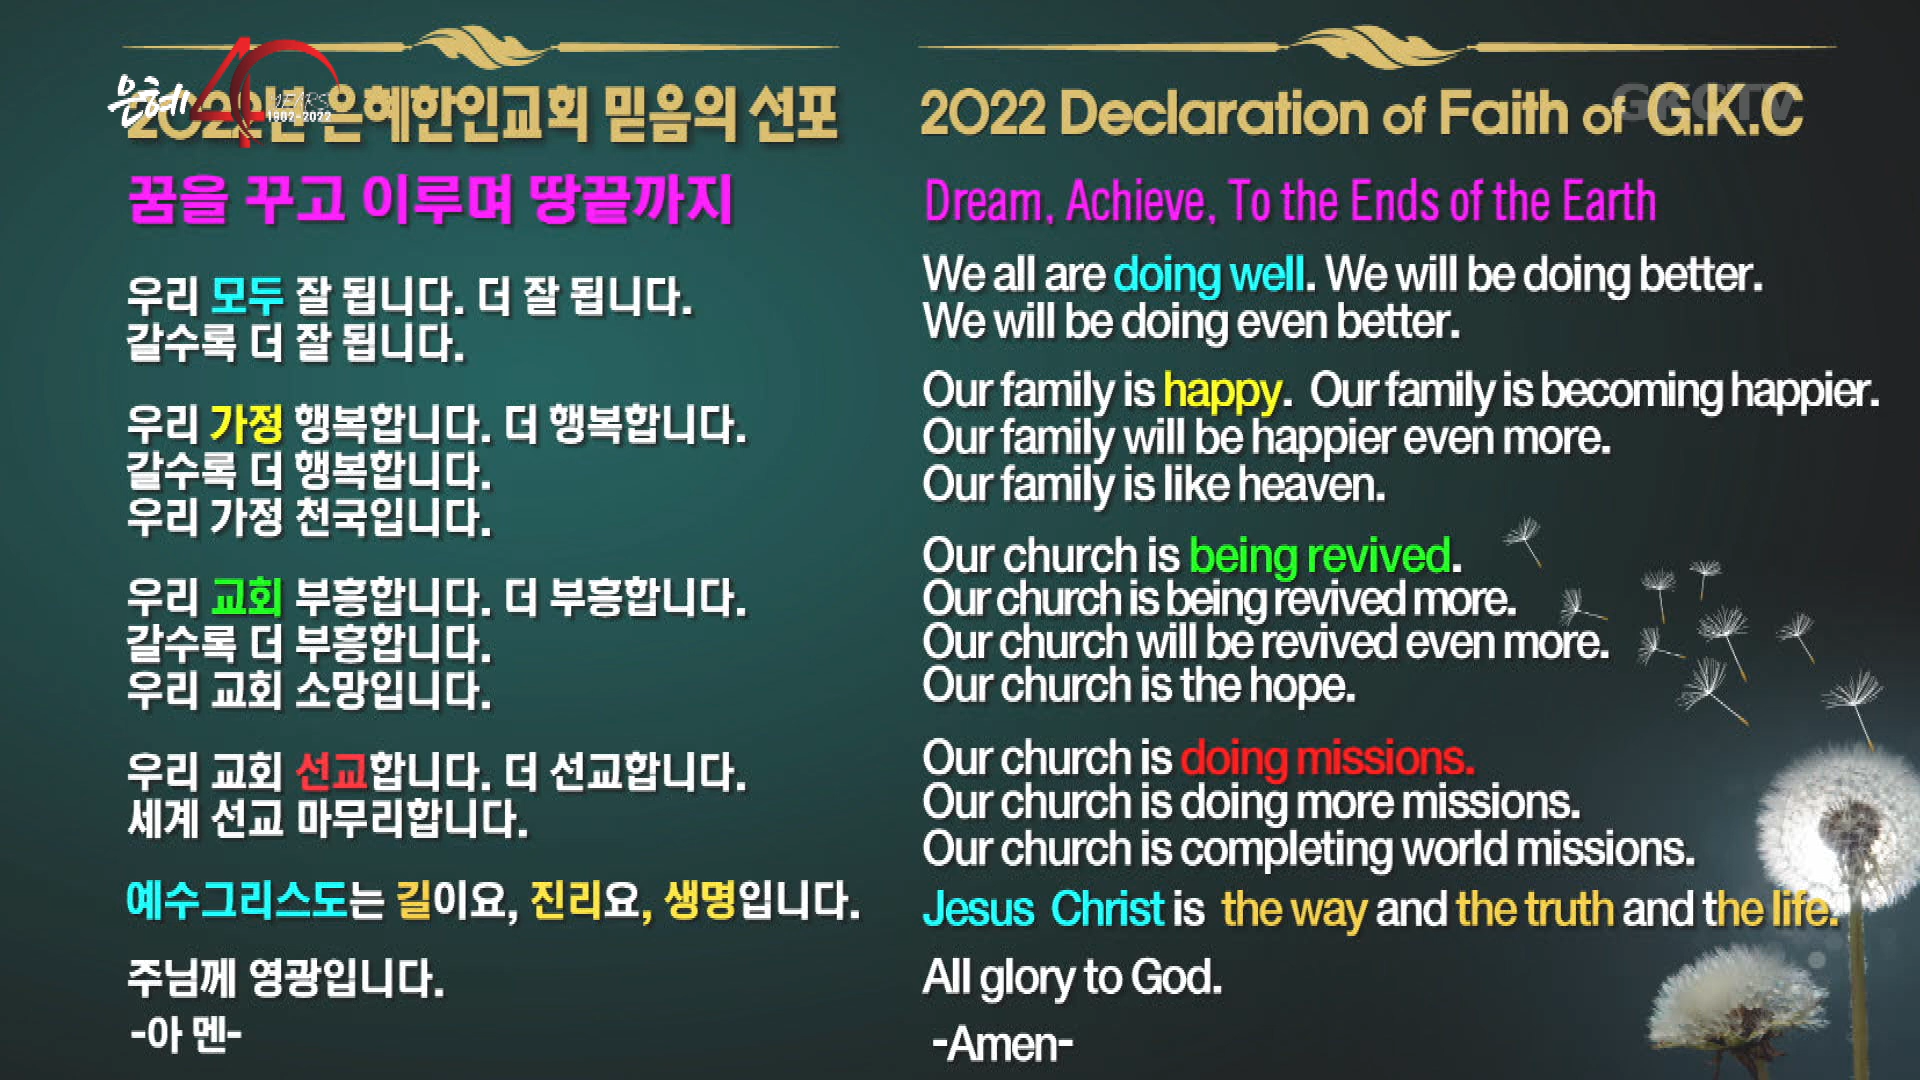 은혜 40
YEARS
1982-2022
GKCTV
2022년 은혜한인교회 믿음의 선포
꿈을 꾸고 이루며 땅끝까지
우리 모두 잘 됩니다. 더 잘 됩니다.
갈수록 더 잘 됩니다.
우리 가정 행복합니다. 더 행복합니다.
갈수록 더 행복합니다.
우리 가정 천국입니다.
우리 교회 부흥합니다. 더 부흥합니다.
갈수록 더 부흥합니다.
우리 교회 소망입니다.
우리 교회 선교합니다. 더 선교합니다.
세계 선교 마무리합니다.
예수그리스도는 길이요, 진리요, 생명입니다.
주님께 영광입니다.
-아 멘-
2022 Declaration of Faith of G.K.C
Dream, Achieve, To the Ends of the Earth
We all are doing well. We will be doing better.
We will be doing even better.
Our family is happy. Our family is becoming happier.
Our family will be happier even more.
Our family is like heaven.
Our church is being revived.
Our church is being revived more.
Our church will be revived even more.
Our church is the hope.
Our church is doing missions.
Our church is doing more missions.
Our church is completing world missions.
Jesus Christ is the way and the truth and the life.
All glory to God.
-Amen-